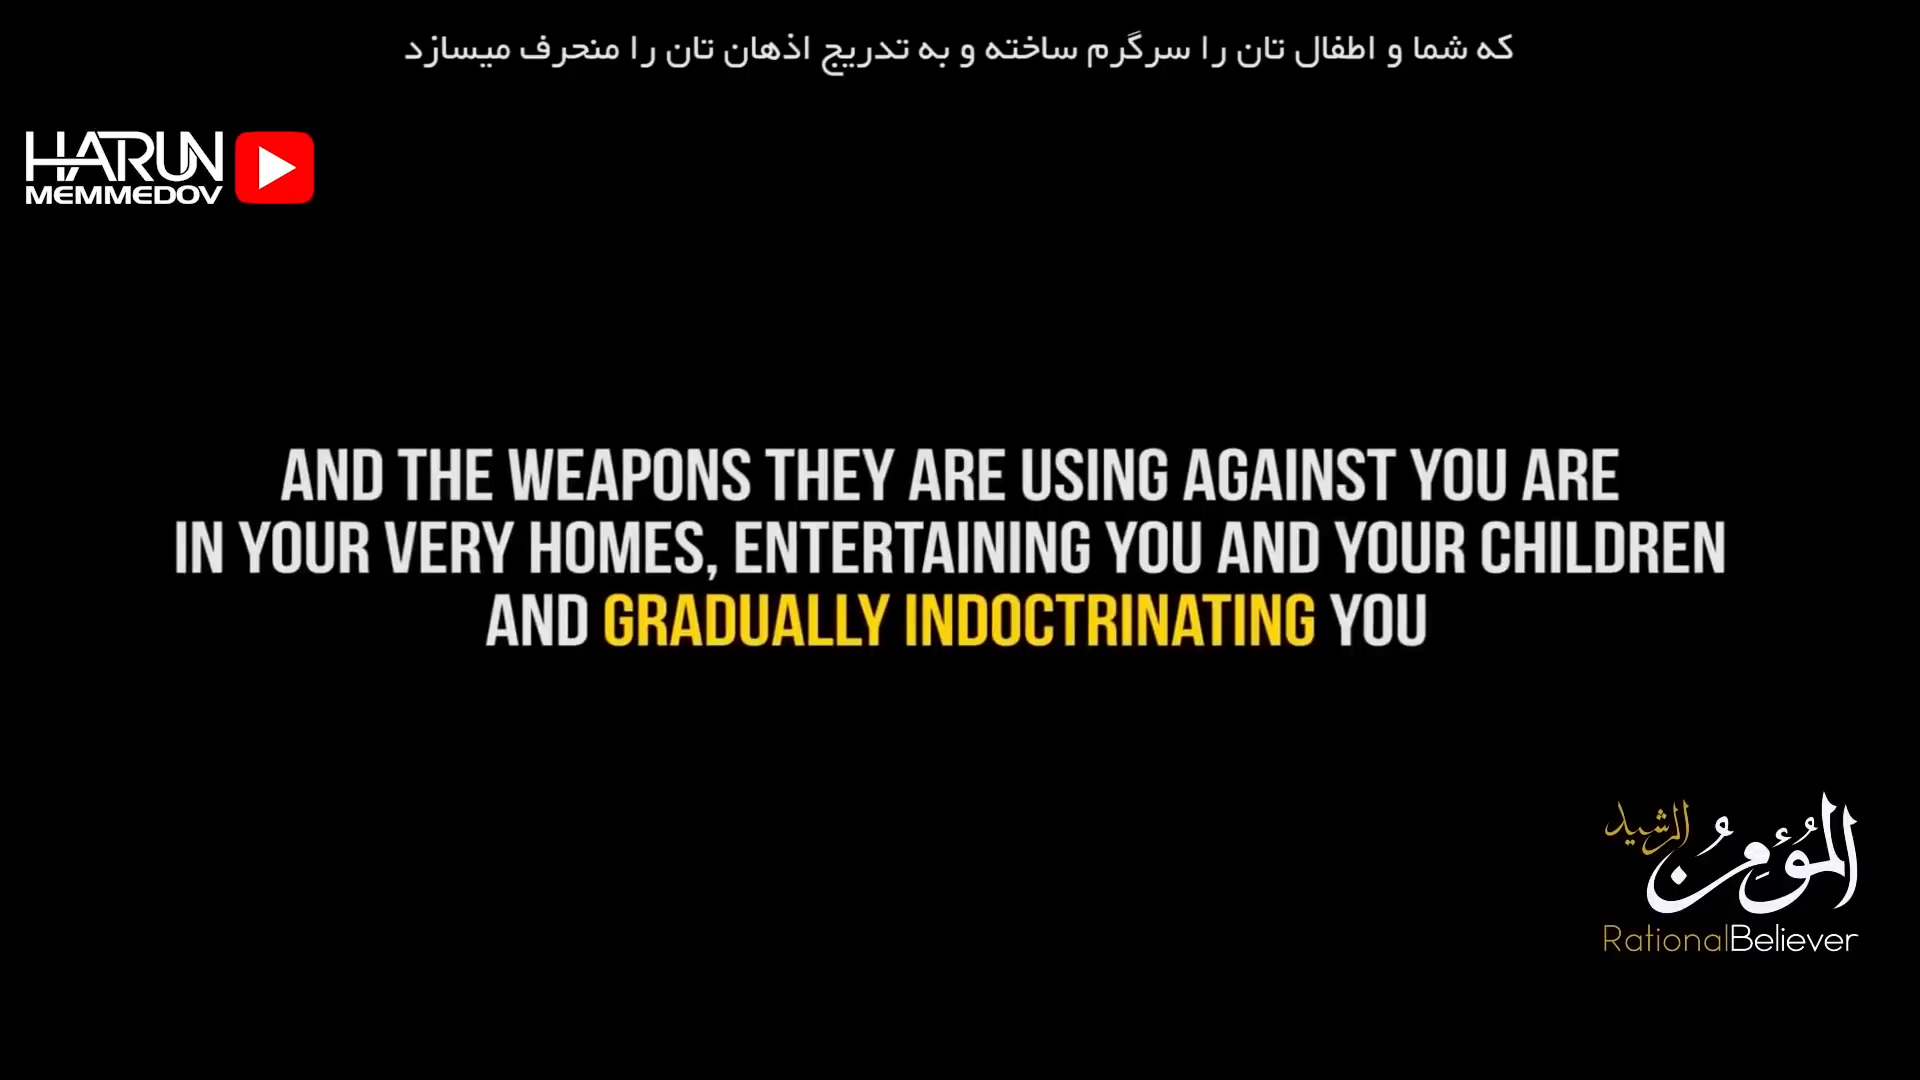 که شما و اطفال تان را سرگرم ساخته و به تدریج اذهان تان را منحرف میسازد
HARUN
MEMMEDOV
AND THE WEAPONS THEY ARE USING AGAINST YOU ARE
IN YOUR VERY HOMES, ENTERTAINING YOU AND YOUR CHILDREN
AND GRADUALLY INDOCTRINATING YOU
المُؤمِنُ الرشيد
RationalBeliever